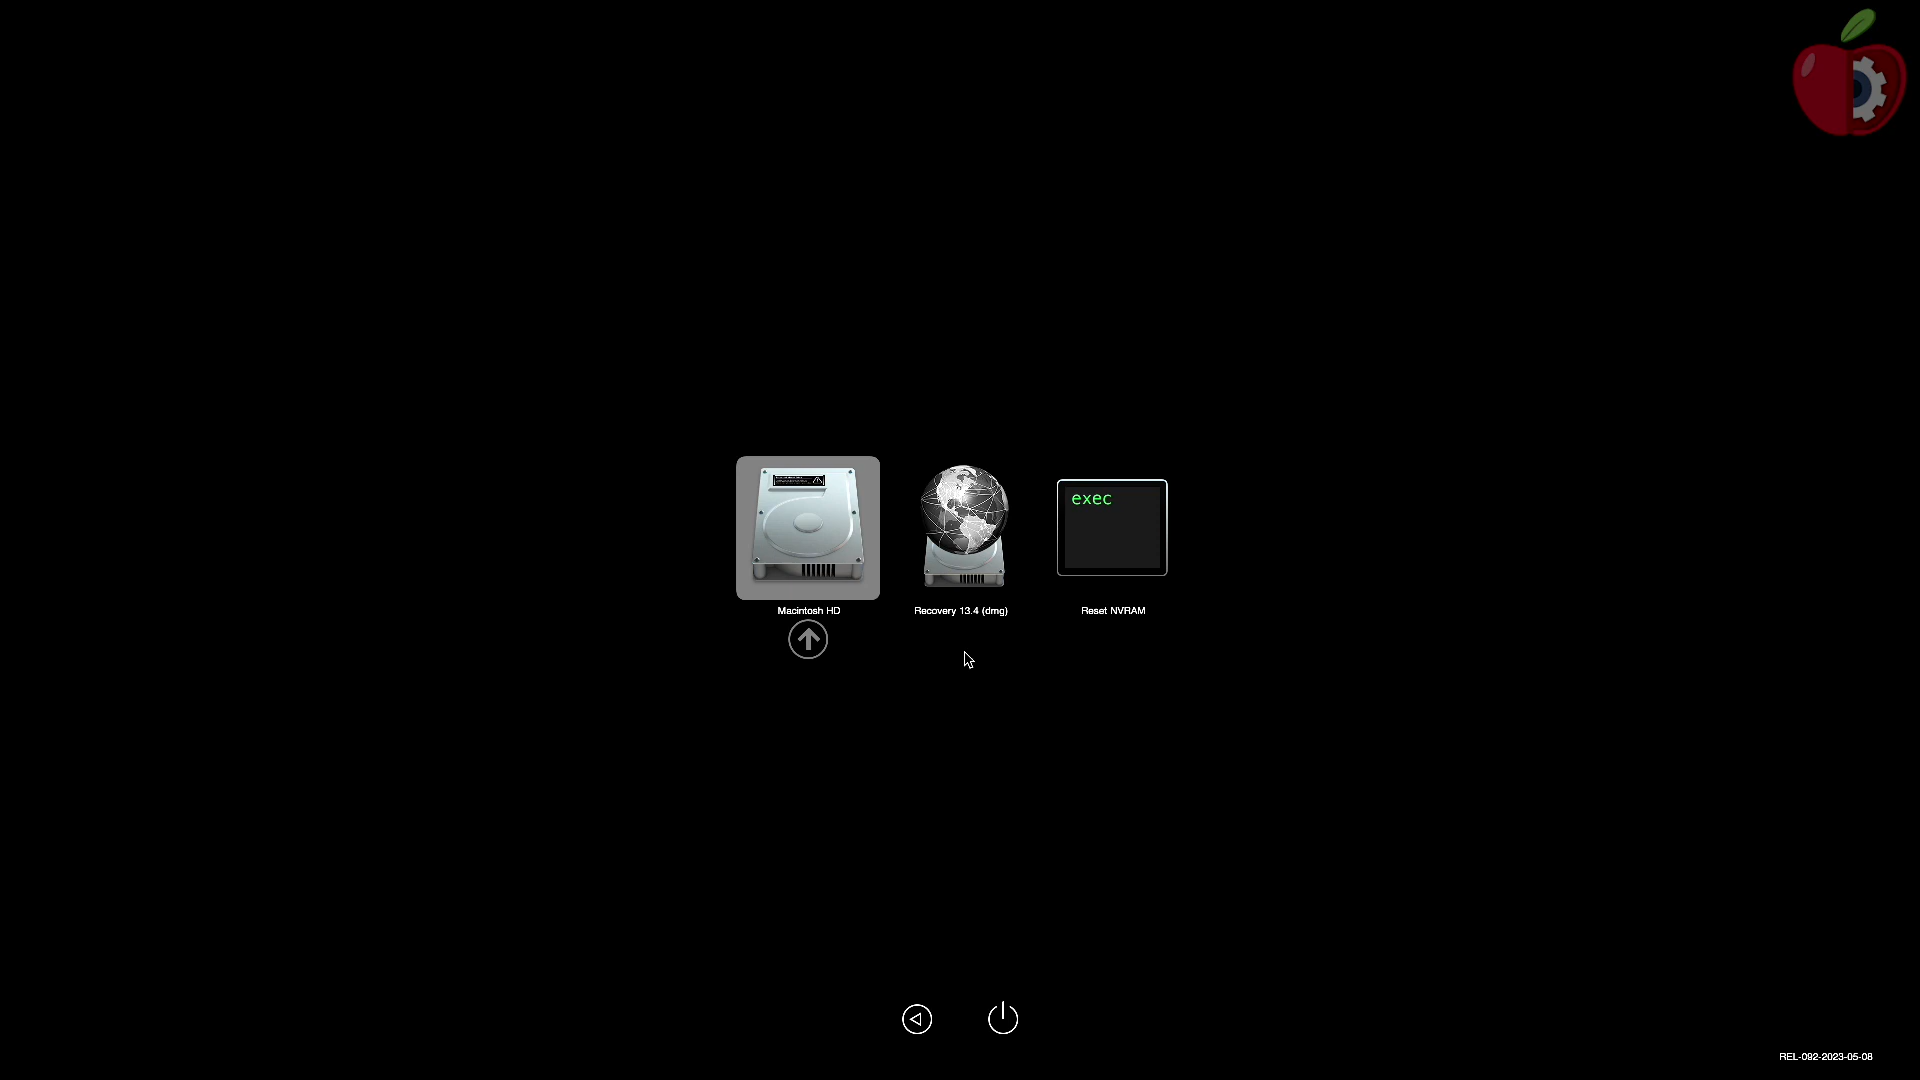 exec
Macintosh HD
Recovery 13.4 (dmg)
Reset NVRAM
REL-092-2023-05-08